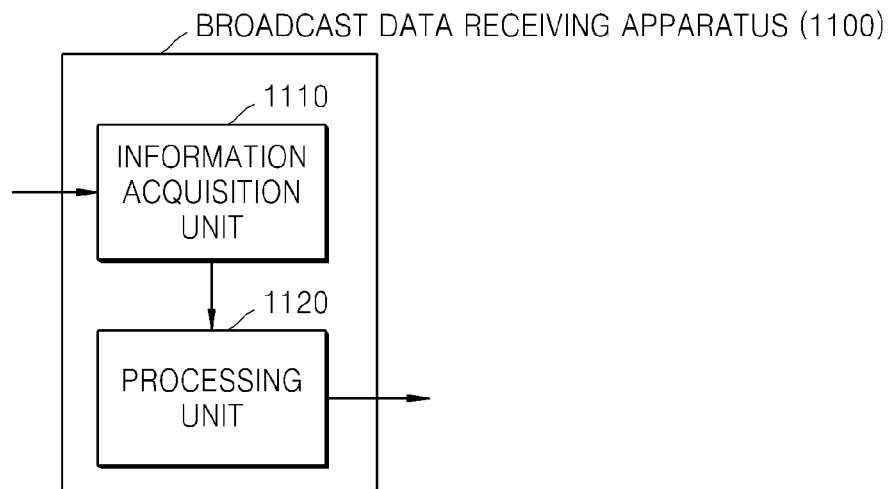 BROADCAST DATA RECEIVING APPARATUS (1100)
1110
INFORMATION
ACQUISITION
UNIT
1120
PROCESSING
UNIT